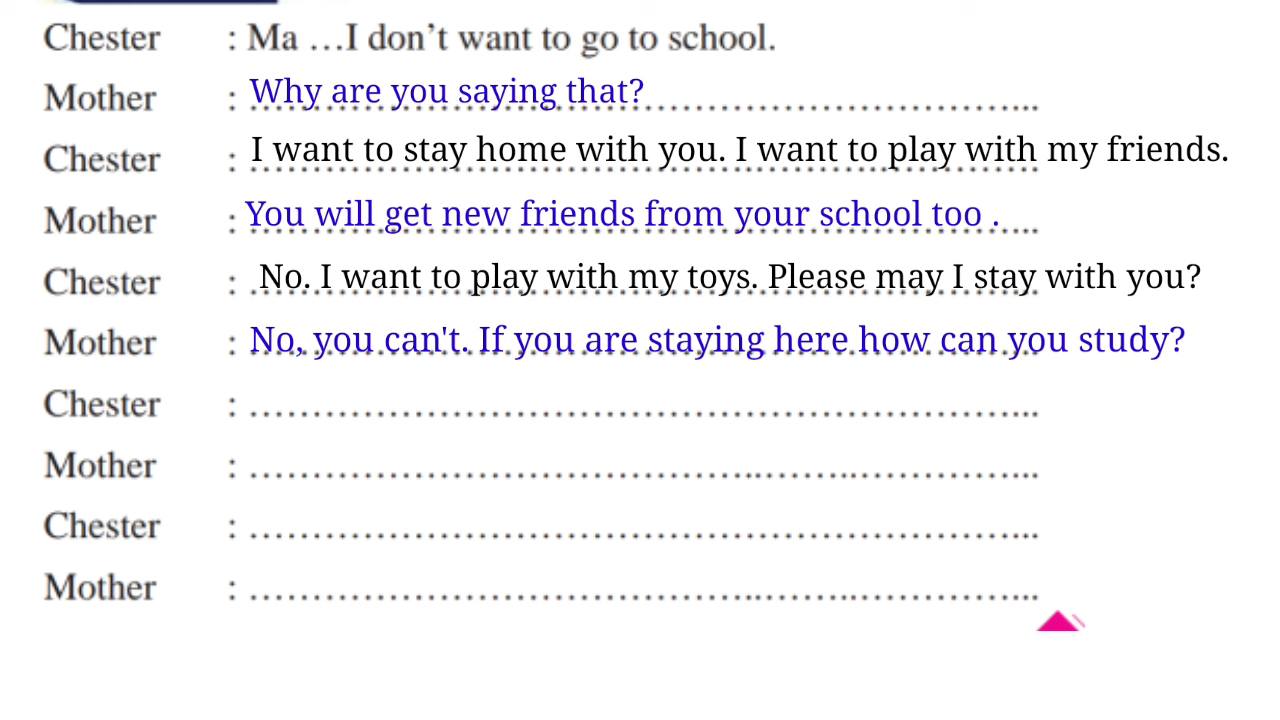 Chester : Ma ...I don't want to go to school.
Mother : Why are you saying that?
Chester : I want to stay home with you. I want to play with my friends.
Mother : You will get new friends from your school too .
Chester : No. I want to play with my toys. Please may I stay with you?
Mother : No, you can't. If you are staying here how can you study?
Chester : ........................................................................
Mother : ........................................................................
Chester : ........................................................................
Mother : ........................................................................